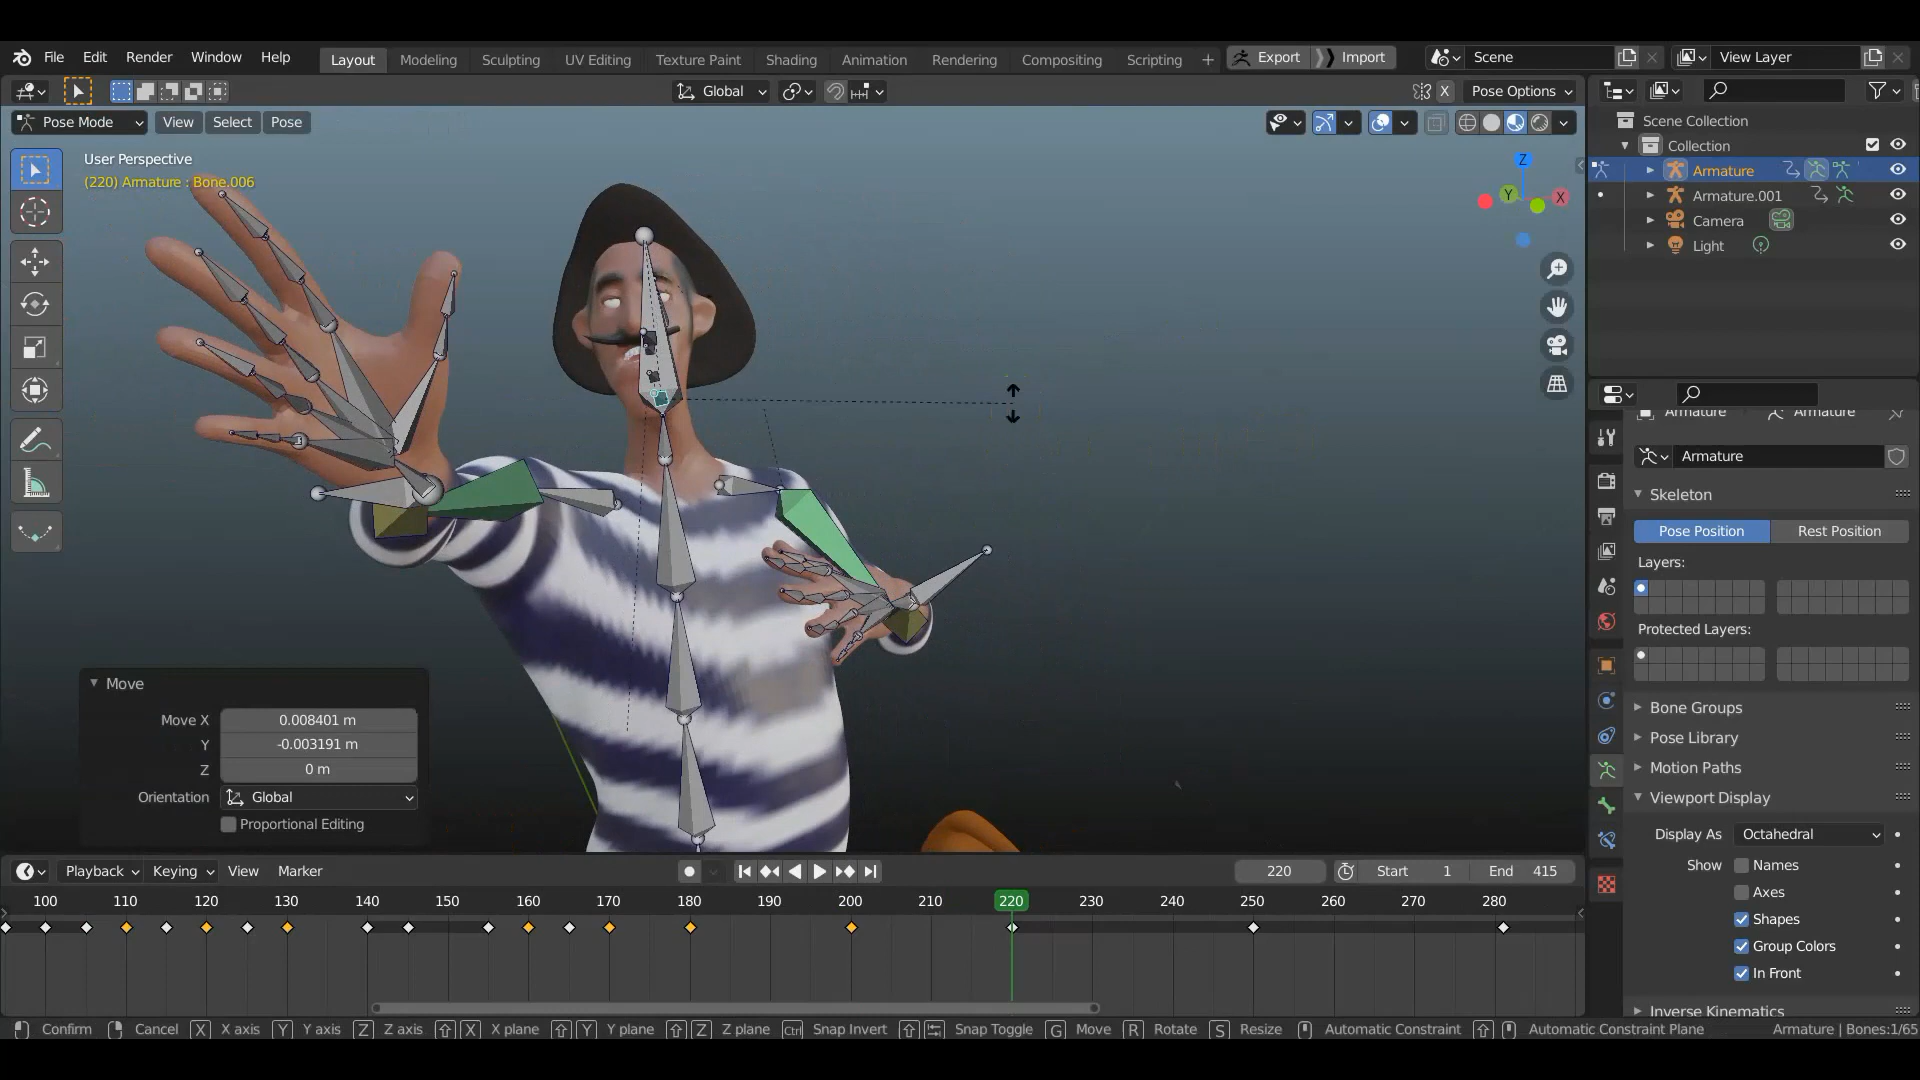 File Edit Render Window Help Layout Modeling Sculpting UV Editing Texture Paint Shading Animation Rendering Compositing Scripting + Export Import Scene View Layer
Global X Pose Options
Pose Mode View Select Pose
User Perspective
(220) Armature : Bone.006
Z
Y
X
Scene Collection
Collection
Armature
Armature.001
Camera
Light
Armature Armature
Armature
Skeleton
Pose Position Rest Position
Layers:
Protected Layers:
Bone Groups
Pose Library
Motion Paths
Viewport Display
Display As Octahedral
Show Names
Axes
Shapes
Group Colors
In Front
Inverse Kinematics
Move
Move X 0.008401 m
Y -0.003191 m
Z 0 m
Orientation Global
Proportional Editing
Playback Keying View Marker 220 Start 1 End 415
100 110 120 130 140 150 160 170 180 190 200 210 220 230 240 250 260 270 280
Confirm Cancel X X axis Y Y axis Z Z axis X X plane Y Y plane Z Z plane Ctrl Snap Invert Snap Toggle G Move R Rotate S Resize Automatic Constraint Automatic Constraint Plane Armature | Bones:1/65